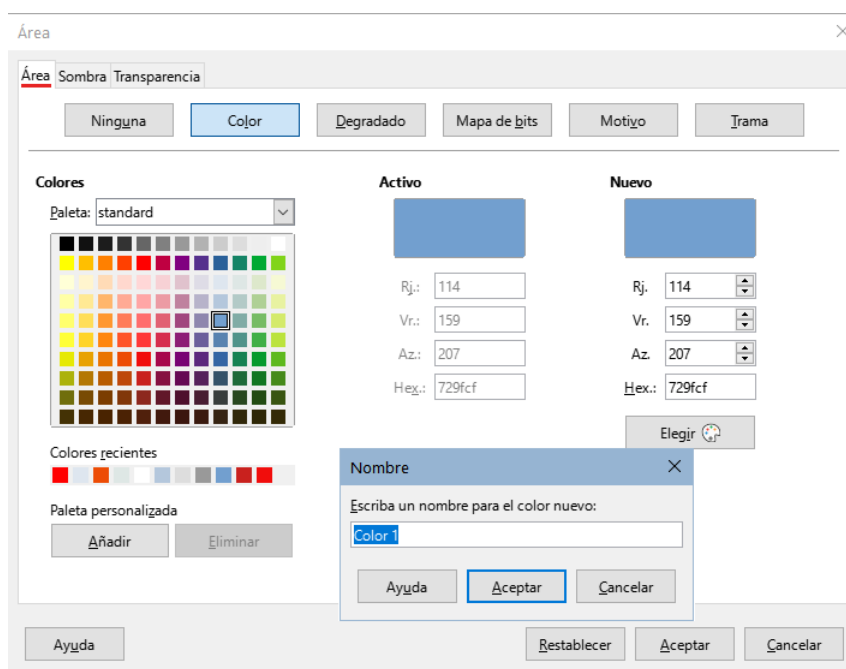 Área
Área Sombra Transparencia
Ninguna Color Degradado Mapa de bits Motivo Trama
Colores Activo Nuevo
Paleta: standard
Rj.: 114 Rj. 114
Vr.: 159 Vr. 159
Az.: 207 Az. 207
Hex.: 729fcf Hex.: 729fcf
Elegir
Colores recientes
Nombre
Escriba un nombre para el color nuevo:
Color 1
Paleta personalizada
Añadir Eliminar
Ayuda Aceptar Cancelar
Ayuda Restablecer Aceptar Cancelar